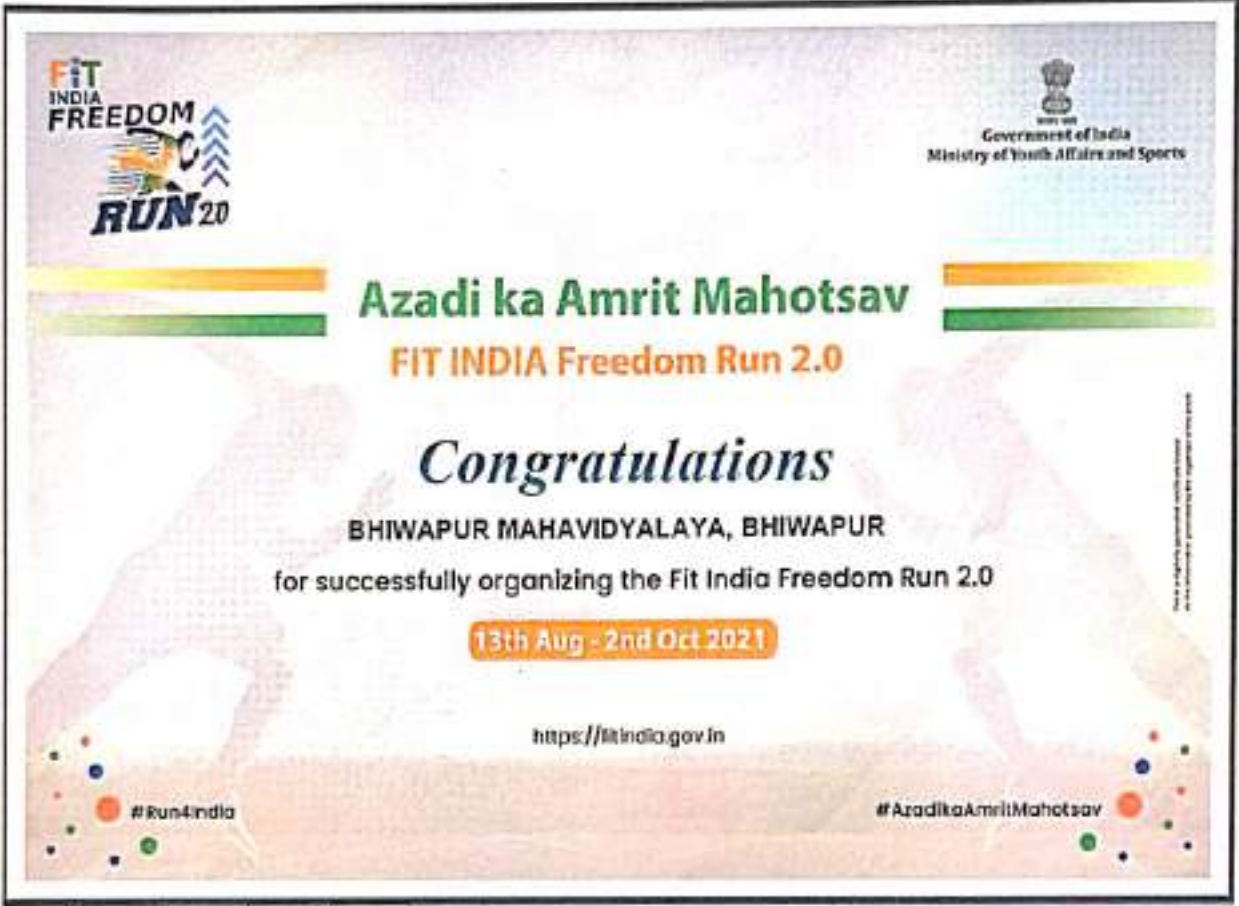 FiT
INDIA
FREEDOM
RUN 2.0
Government of India
Ministry of Youth Affairs and Sports
Azadi ka Amrit Mahotsav
FIT INDIA Freedom Run 2.0
Congratulations
BHIWAPUR MAHAVIDYALAYA, BHIWAPUR
for successfully organizing the Fit India Freedom Run 2.0
13th Aug - 2nd Oct 2021
https://fitindia.gov.in
#Run4India
#AzadikaAmritMahotsav